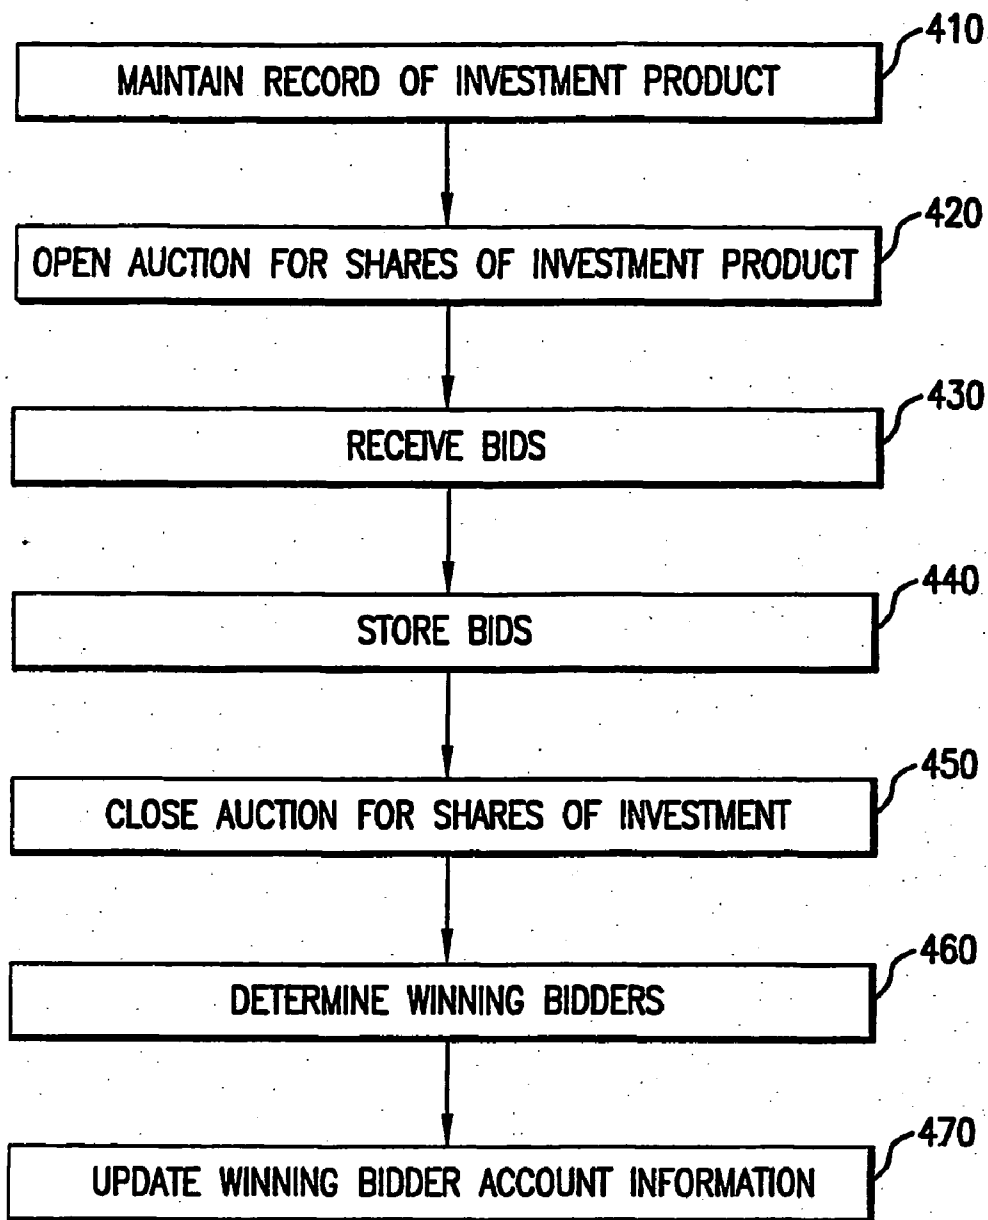 410
MAINTAIN RECORD OF INVESTMENT PRODUCT
420
OPEN AUCTION FOR SHARES OF INVESTMENT PRODUCT
430
RECEIVE BIDS
440
STORE BIDS
450
CLOSE AUCTION FOR SHARES OF INVESTMENT
460
DETERMINE WINNING BIDDERS
470
UPDATE WINNING BIDDER ACCOUNT INFORMATION